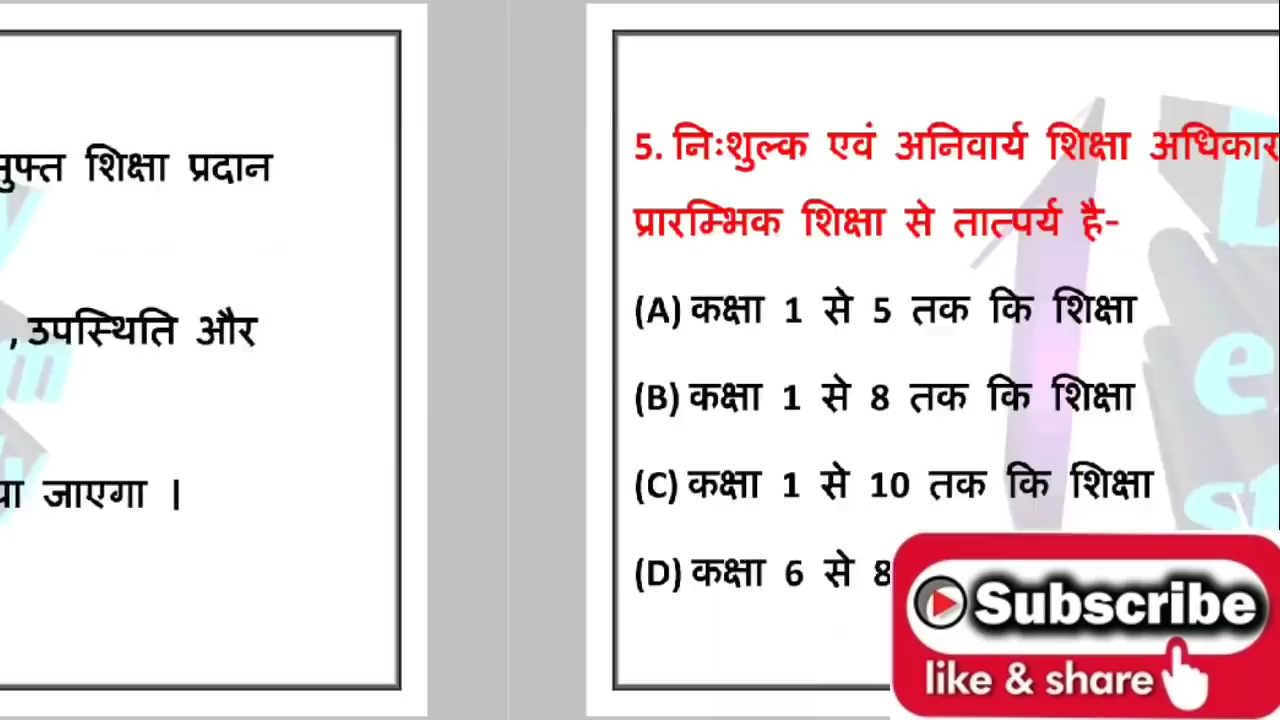 शिक्षा प्रदान
, उपस्थिति और
जाएगा ।
5. निःशुल्क एवं अनिवार्य शिक्षा अधिकार
प्रारम्भिक शिक्षा से तात्पर्य है-
(A) कक्षा 1 से 5 तक कि शिक्षा
(B) कक्षा 1 से 8 तक कि शिक्षा
(C) कक्षा 1 से 10 तक कि शिक्षा
(D) कक्षा 6 से 8
Subscribe
like & share